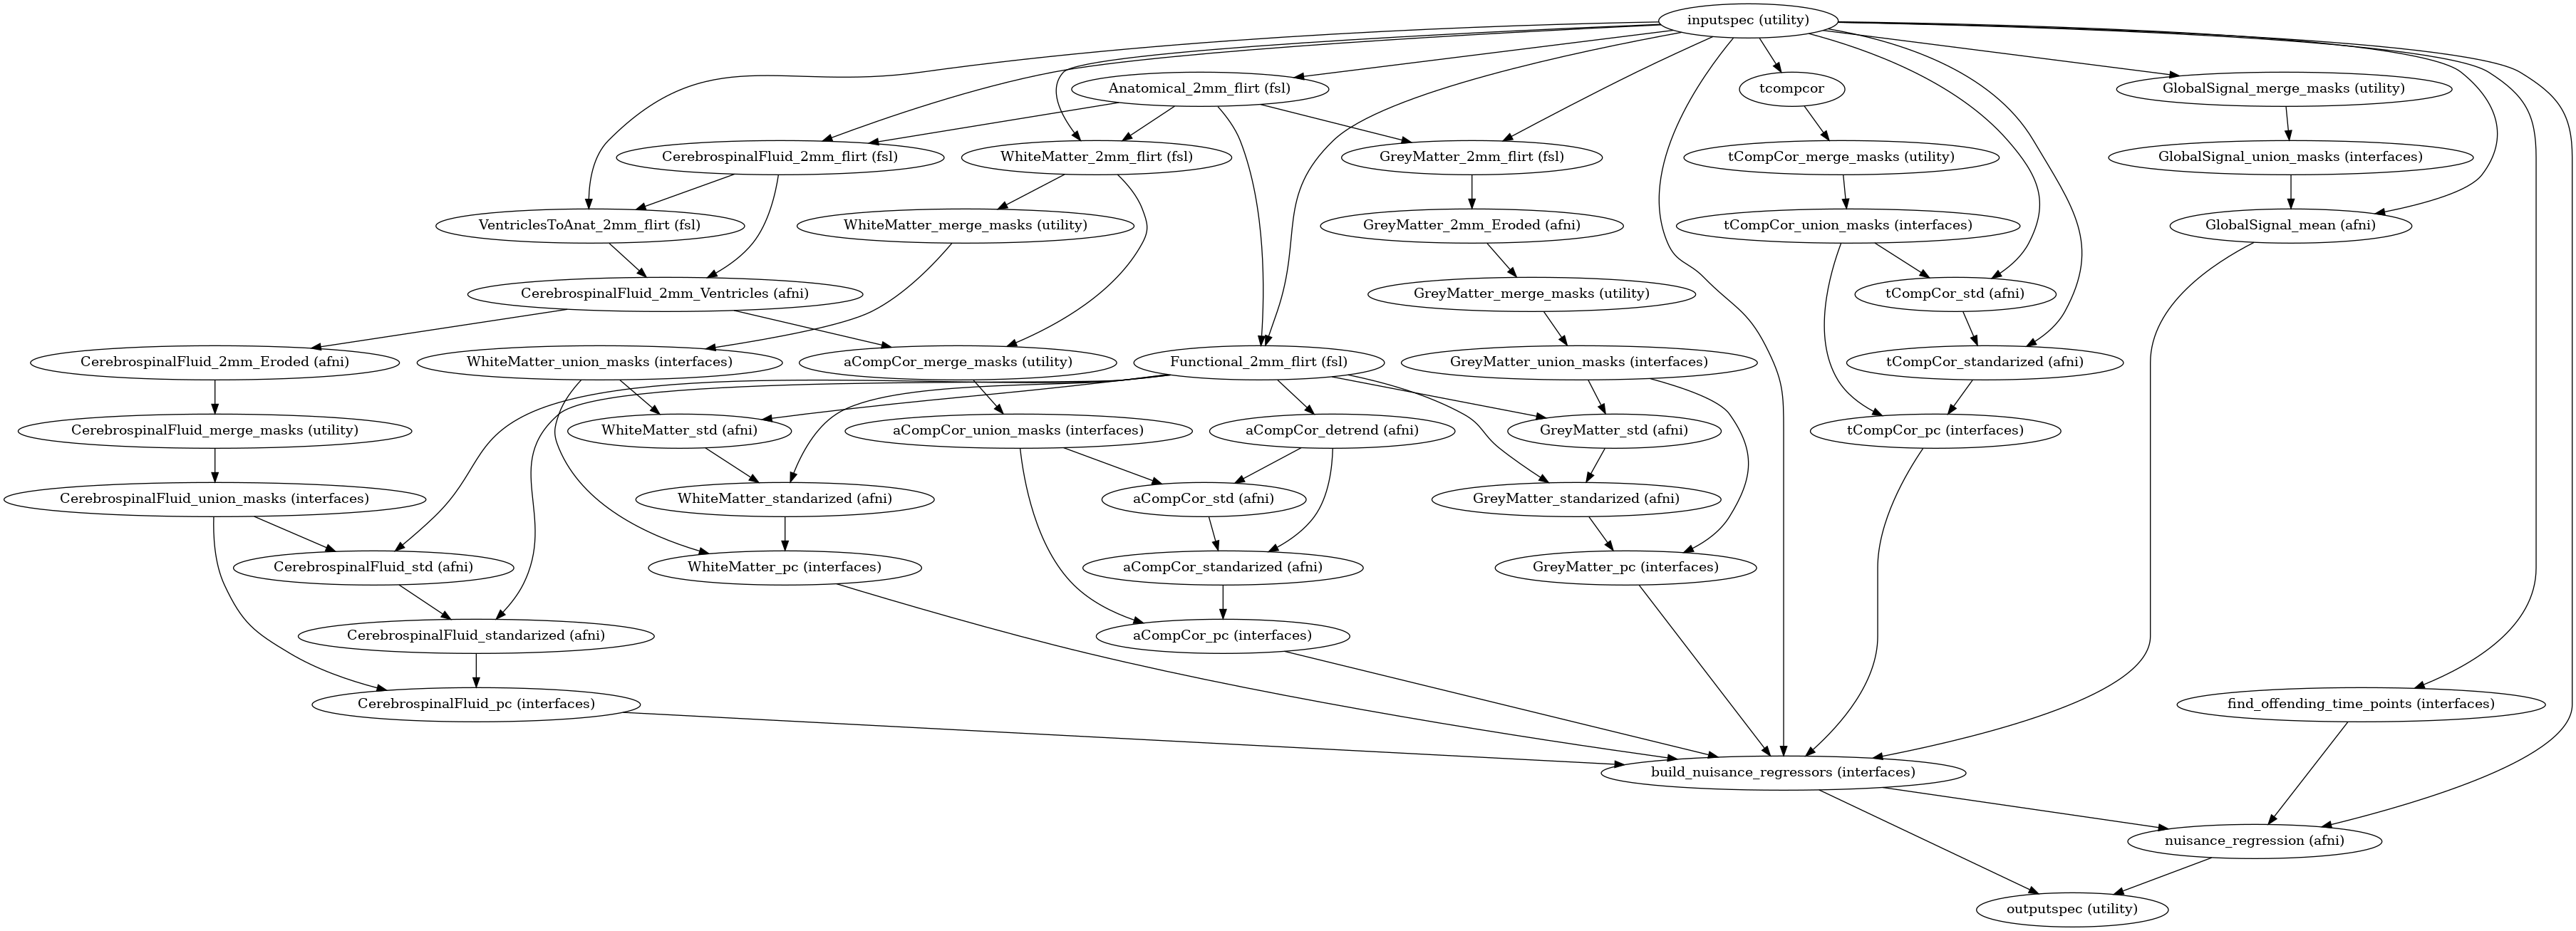 inputspec (utility)
Anatomical_2mm_flirt (fsl)
tcompcor
GlobalSignal_merge_masks (utility)
CerebrospinalFluid_2mm_flirt (fsl)
WhiteMatter_2mm_flirt (fsl)
GreyMatter_2mm_flirt (fsl)
tCompCor_merge_masks (utility)
GlobalSignal_union_masks (interfaces)
VentriclesToAnat_2mm_flirt (fsl)
WhiteMatter_merge_masks (utility)
GreyMatter_2mm_Eroded (afni)
tCompCor_union_masks (interfaces)
GlobalSignal_mean (afni)
CerebrospinalFluid_2mm_Ventricles (afni)
GreyMatter_merge_masks (utility)
tCompCor_std (afni)
CerebrospinalFluid_2mm_Eroded (afni)
WhiteMatter_union_masks (interfaces)
aCompCor_merge_masks (utility)
Functional_2mm_flirt (fsl)
GreyMatter_union_masks (interfaces)
tCompCor_standarized (afni)
CerebrospinalFluid_merge_masks (utility)
WhiteMatter_std (afni)
aCompCor_union_masks (interfaces)
aCompCor_detrend (afni)
GreyMatter_std (afni)
tCompCor_pc (interfaces)
CerebrospinalFluid_union_masks (interfaces)
WhiteMatter_standarized (afni)
aCompCor_std (afni)
GreyMatter_standarized (afni)
CerebrospinalFluid_std (afni)
WhiteMatter_pc (interfaces)
aCompCor_standarized (afni)
GreyMatter_pc (interfaces)
CerebrospinalFluid_standarized (afni)
aCompCor_pc (interfaces)
CerebrospinalFluid_pc (interfaces)
find_offending_time_points (interfaces)
build_nuisance_regressors (interfaces)
nuisance_regression (afni)
outputspec (utility)